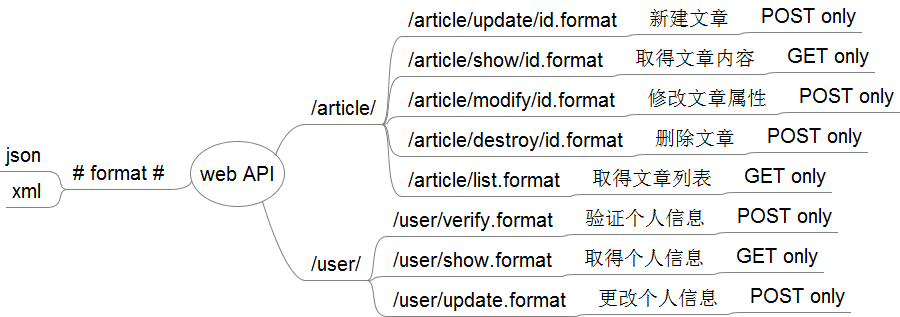 /article/update/id.format 新建文章 POST only
/article/show/id.format 取得文章内容 GET only
/article/modify/id.format 修改文章属性 POST only
/article/destroy/id.format 删除文章 POST only
/article/list.format 取得文章列表 GET only
/article/
json
xml
# format #
web API
/user/verify.format 验证个人信息 POST only
/user/show.format 取得个人信息 GET only
/user/update.format 更改个人信息 POST only
/user/